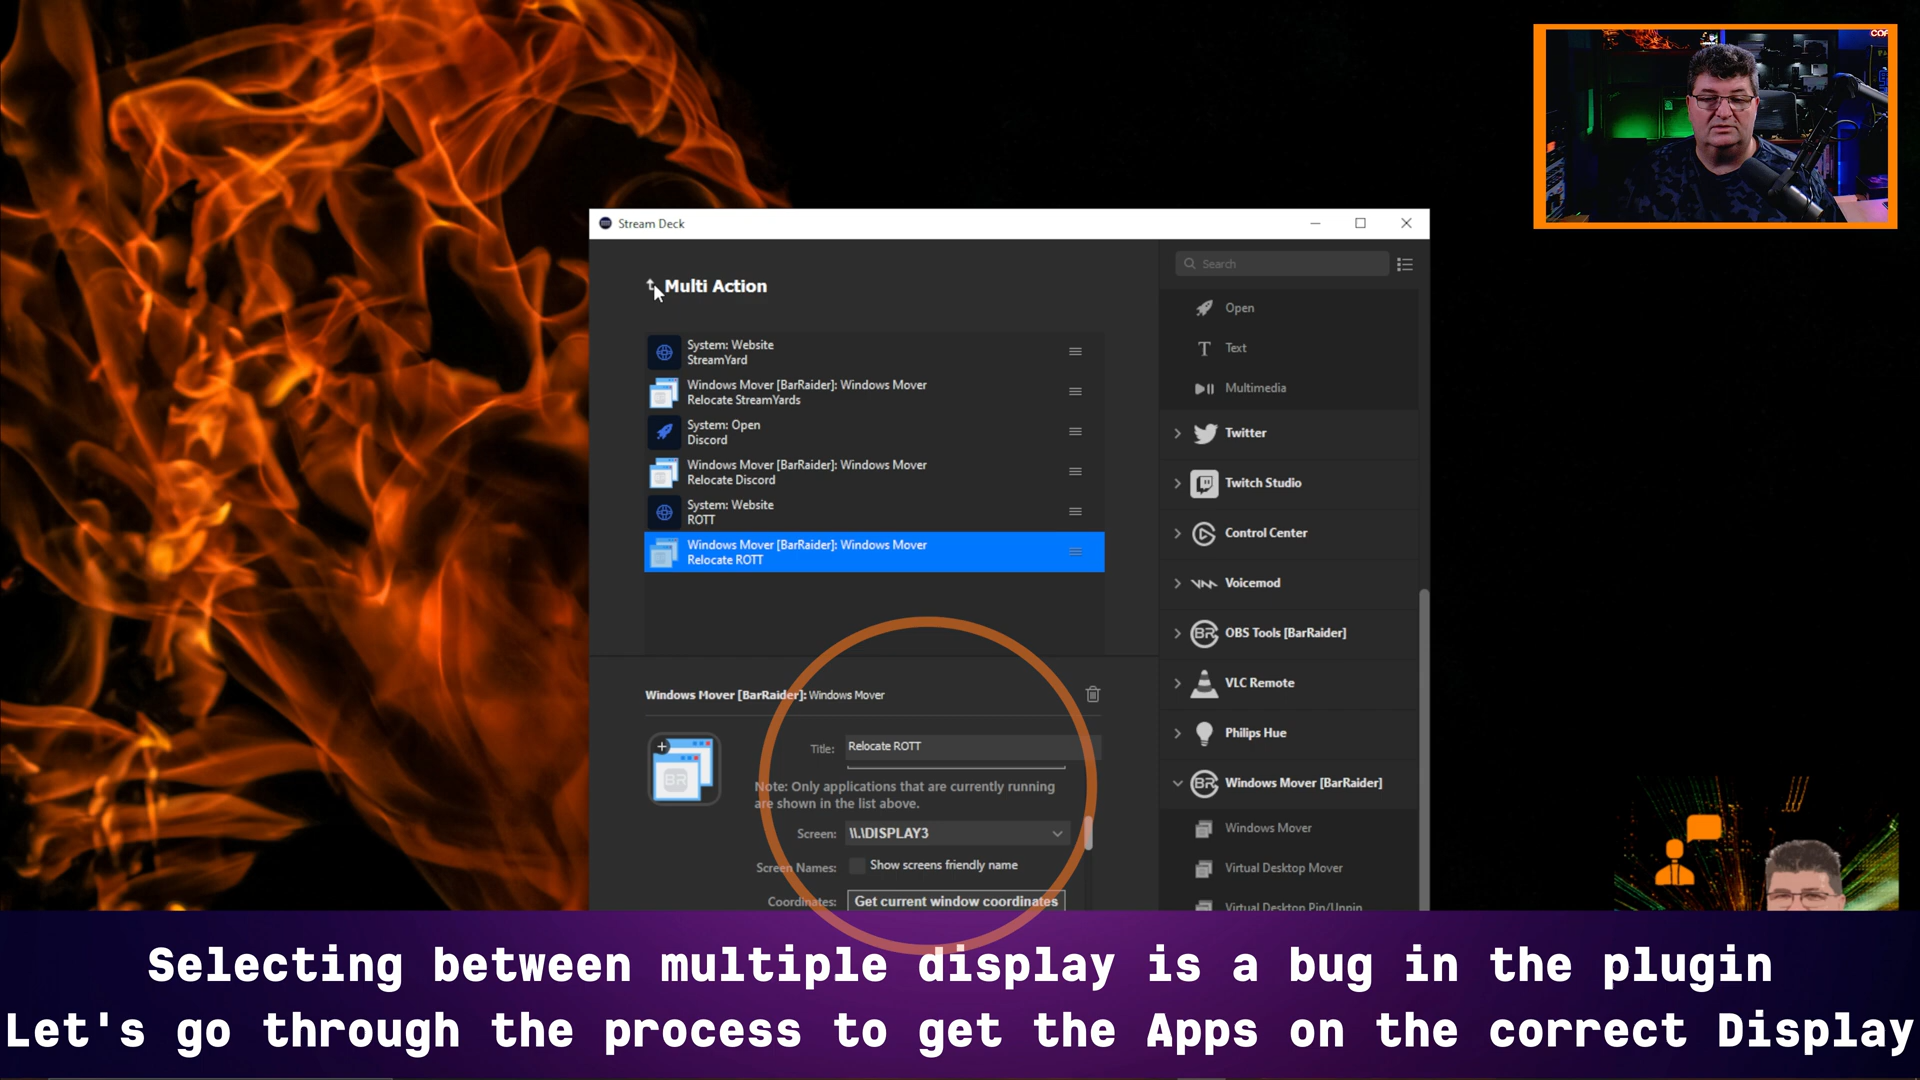 Stream Deck
Search
Multi Action
System: Website
StreamYard
Windows Mover [BarRaider]: Windows Mover
Relocate StreamYards
System: Open
Discord
Windows Mover [BarRaider]: Windows Mover
Relocate Discord
System: Website
ROTT
Windows Mover [BarRaider]: Windows Mover
Relocate ROTT
Open
Text
Multimedia
Twitter
Twitch Studio
Control Center
Voicemod
OBS Tools [BarRaider]
VLC Remote
Philips Hue
Windows Mover [BarRaider]
Windows Mover
Virtual Desktop Mover
Virtual Desktop Pin/Unpin
Windows Mover [BarRaider]: Windows Mover
BR
Title: Relocate ROTT
Note: Only applications that are currently running
are shown in the list above.
Screen: \\.\DISPLAY3
Screen Names: Show screens friendly name
Coordinates: Get current window coordinates
Selecting between multiple display is a bug in the plugin
Let's go through the process to get the Apps on the correct Display